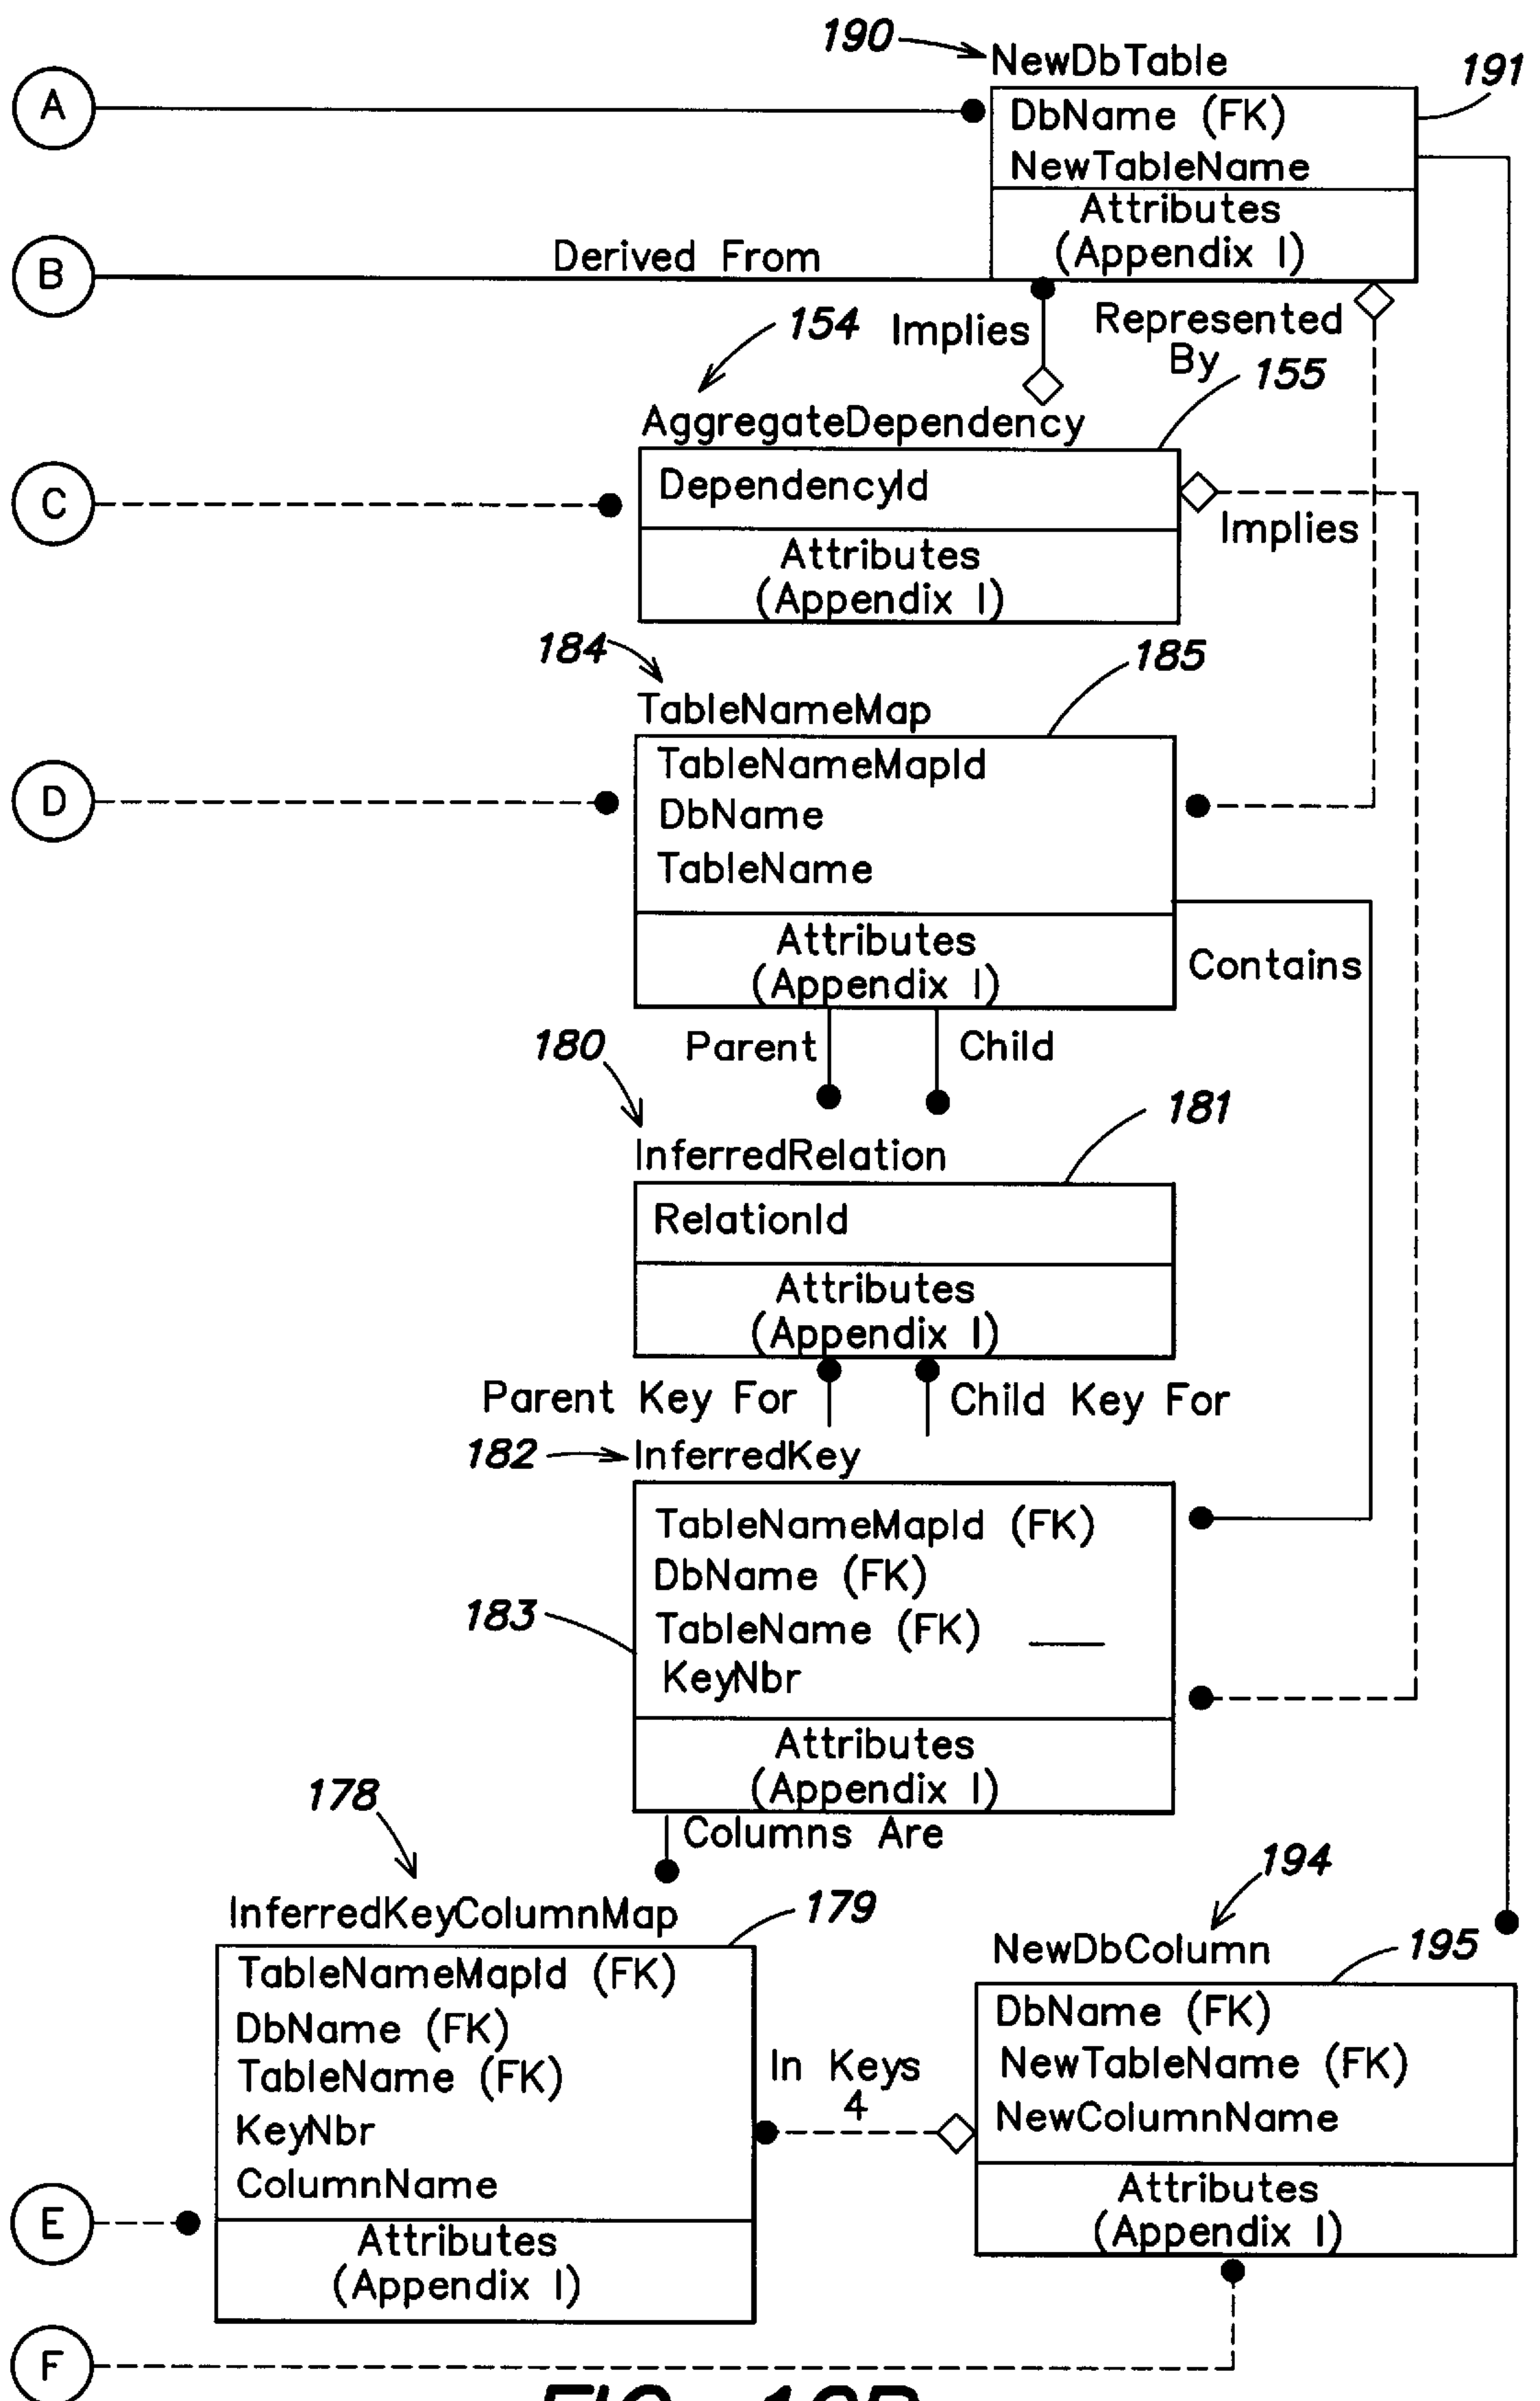 190
NewDbTable
191
A
DbName (FK)
NewTableName
Attributes
(Appendix I)
B
Derived From
154
Implies
Represented
By
155
AggregateDependency
C
DependencyId
Implies
Attributes
(Appendix I)
184
185
TableNameMap
D
TableNameMapId
DbName
TableName
Attributes
(Appendix I)
Contains
180
Parent
Child
181
InferredRelation
RelationId
Attributes
(Appendix I)
Parent Key For
Child Key For
182
InferredKey
TableNameMapId (FK)
DbName (FK)
183
TableName (FK)
KeyNbr
Attributes
(Appendix I)
178
Columns Are
194
InferredKeyColumnMap
179
NewDbColumn
195
TableNameMapId (FK)
DbName (FK)
TableName (FK)
KeyNbr
ColumnName
In Keys
4
DbName (FK)
NewTableName (FK)
NewColumnName
E
Attributes
(Appendix I)
Attributes
(Appendix I)
F